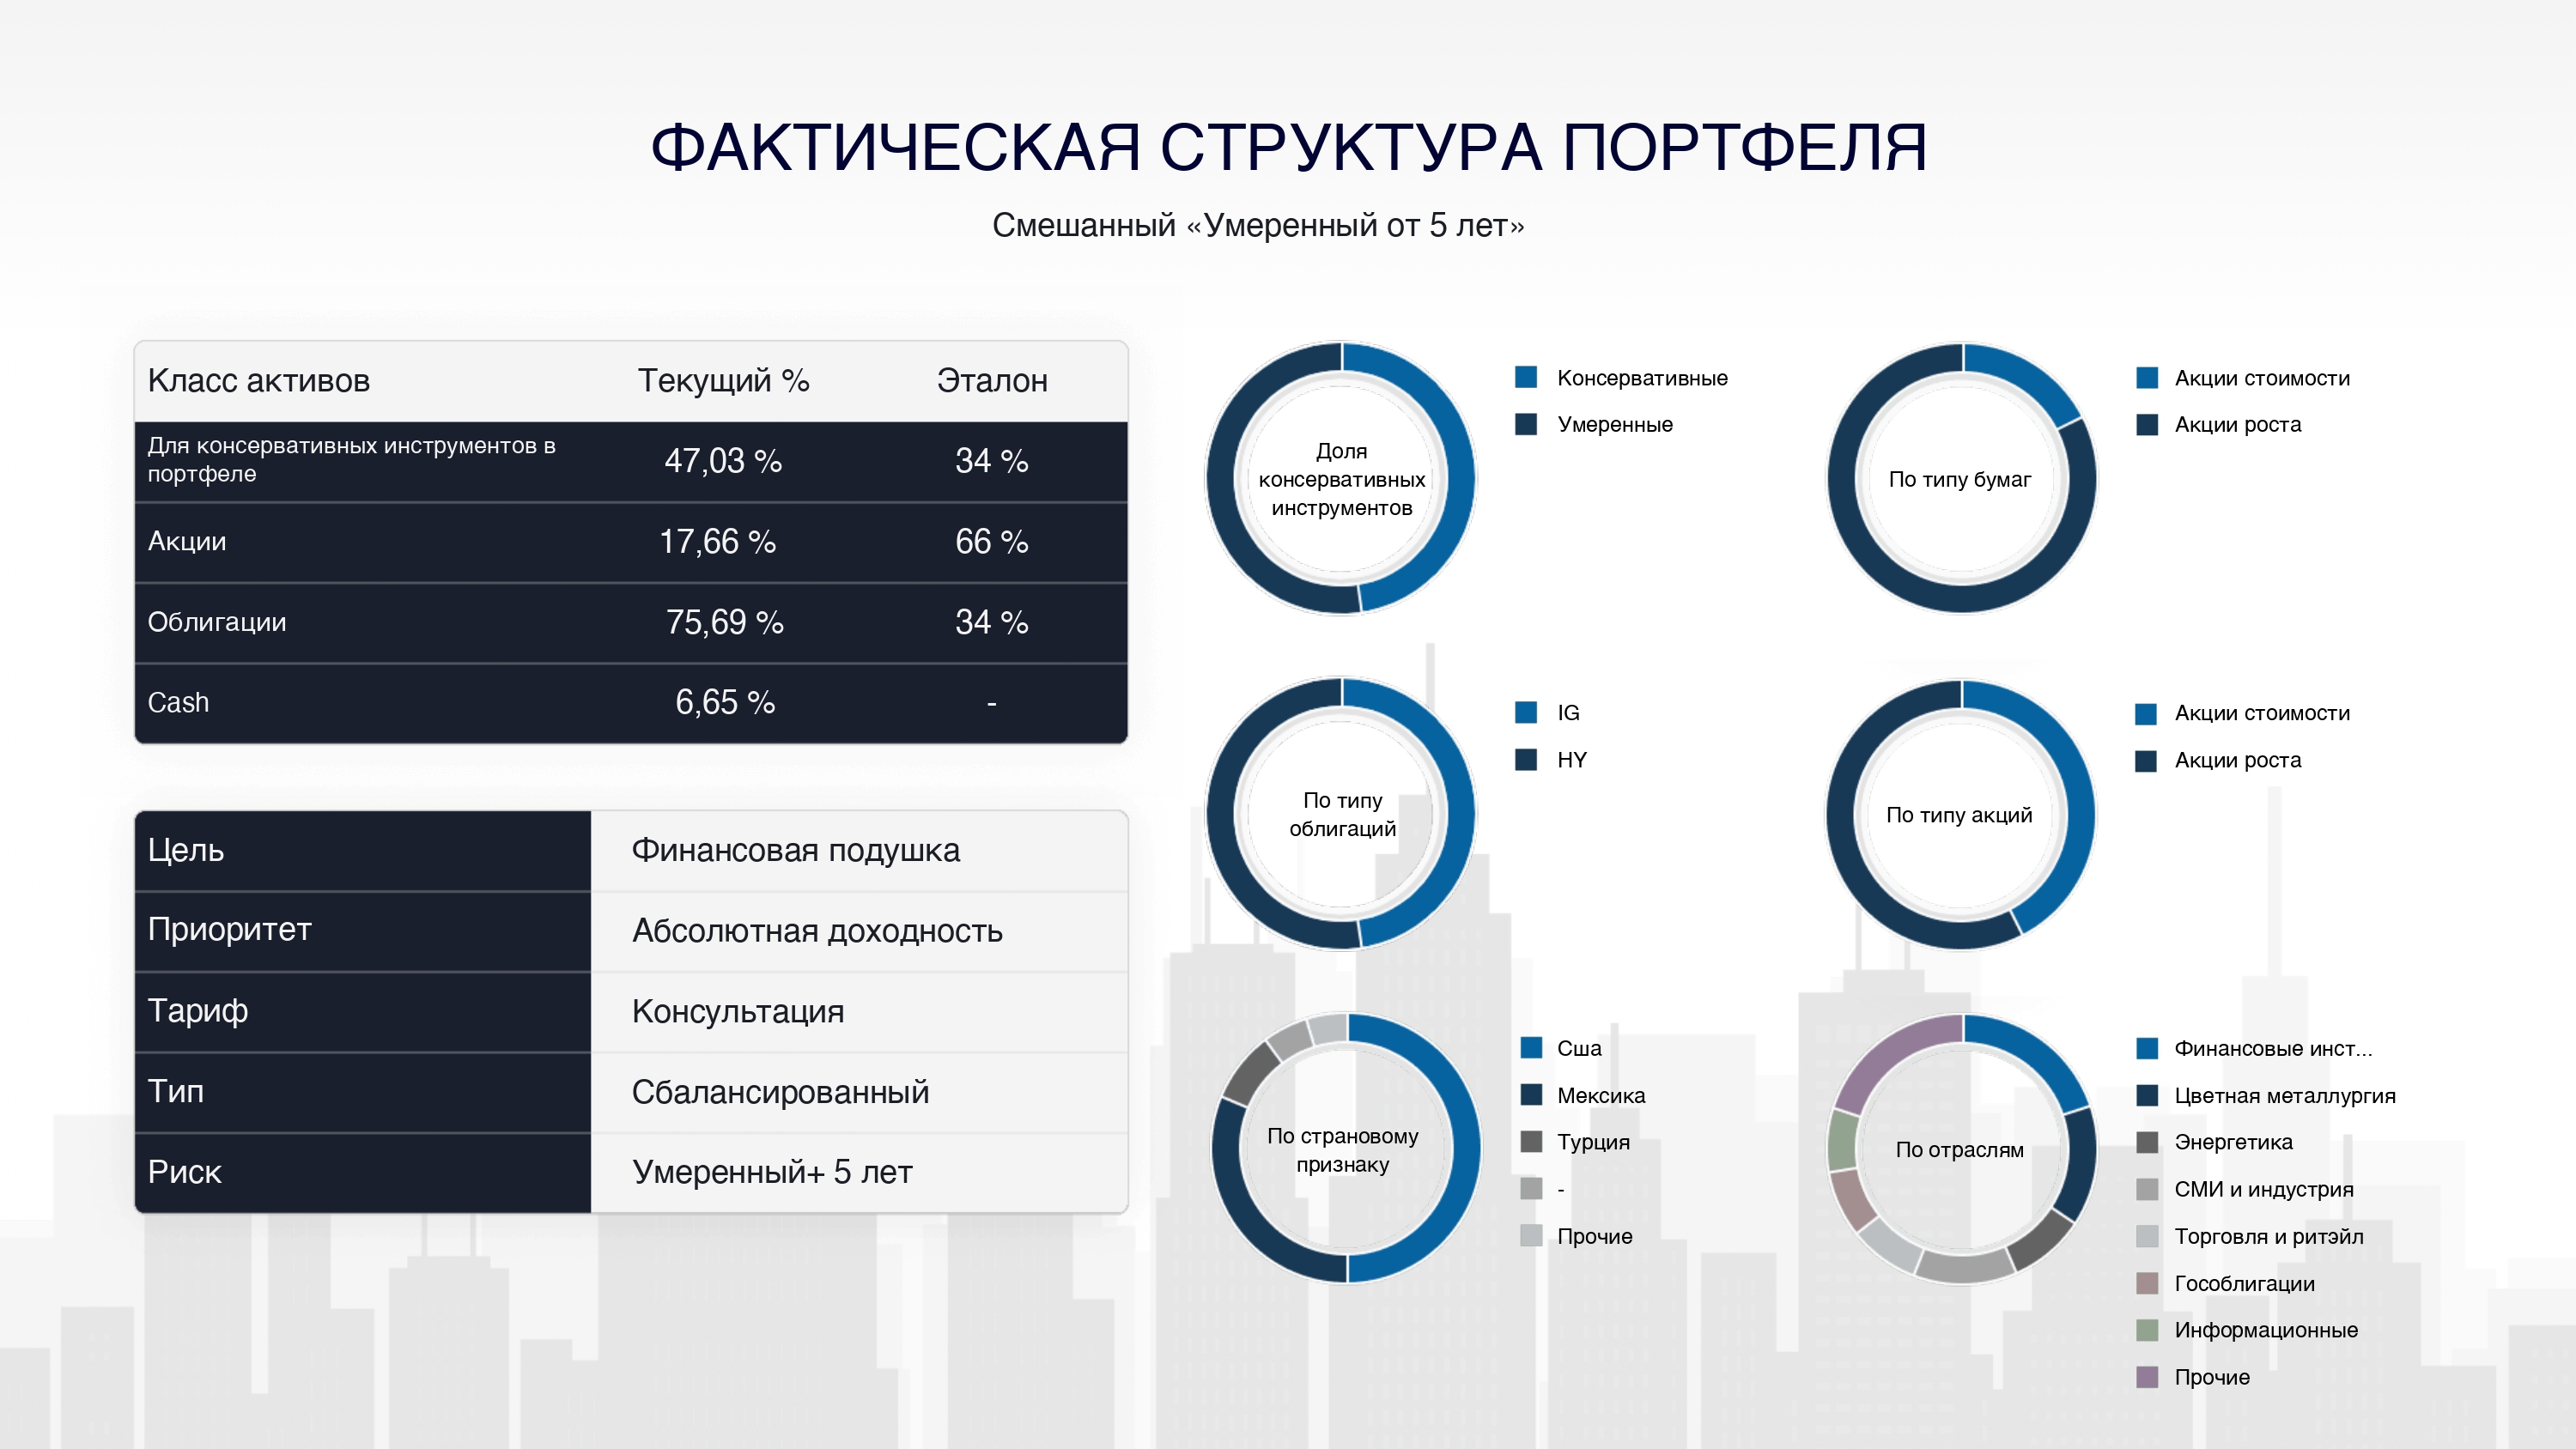 ФАКТИЧЕСКАЯ СТРУКТУРА ПОРТФЕЛЯ
Смешанный «Умеренный от 5 лет»
Класс активов Текущий % Эталон
Для консервативных инструментов в
портфеле
47,03 % 34 %
Акции 17,66 % 66 %
Облигации 75,69 % 34 %
Cash 6,65 % -
Цель Финансовая подушка
Приоритет Абсолютная доходность
Тариф Консультация
Тип Сбалансированный
Риск Умеренный+ 5 лет
Доля
консервативных
инструментов
Консервативные
Умеренные
По типу бумаг
Акции стоимости
Акции роста
По типу
облигаций
IG
HY
По типу акций
Акции стоимости
Акции роста
По страновому
признаку
Сша
Мексика
Турция
-
Прочие
По отраслям
Финансовые инст...
Цветная металлургия
Энергетика
СМИ и индустрия
Торговля и ритэйл
Гособлигации
Информационные
Прочие